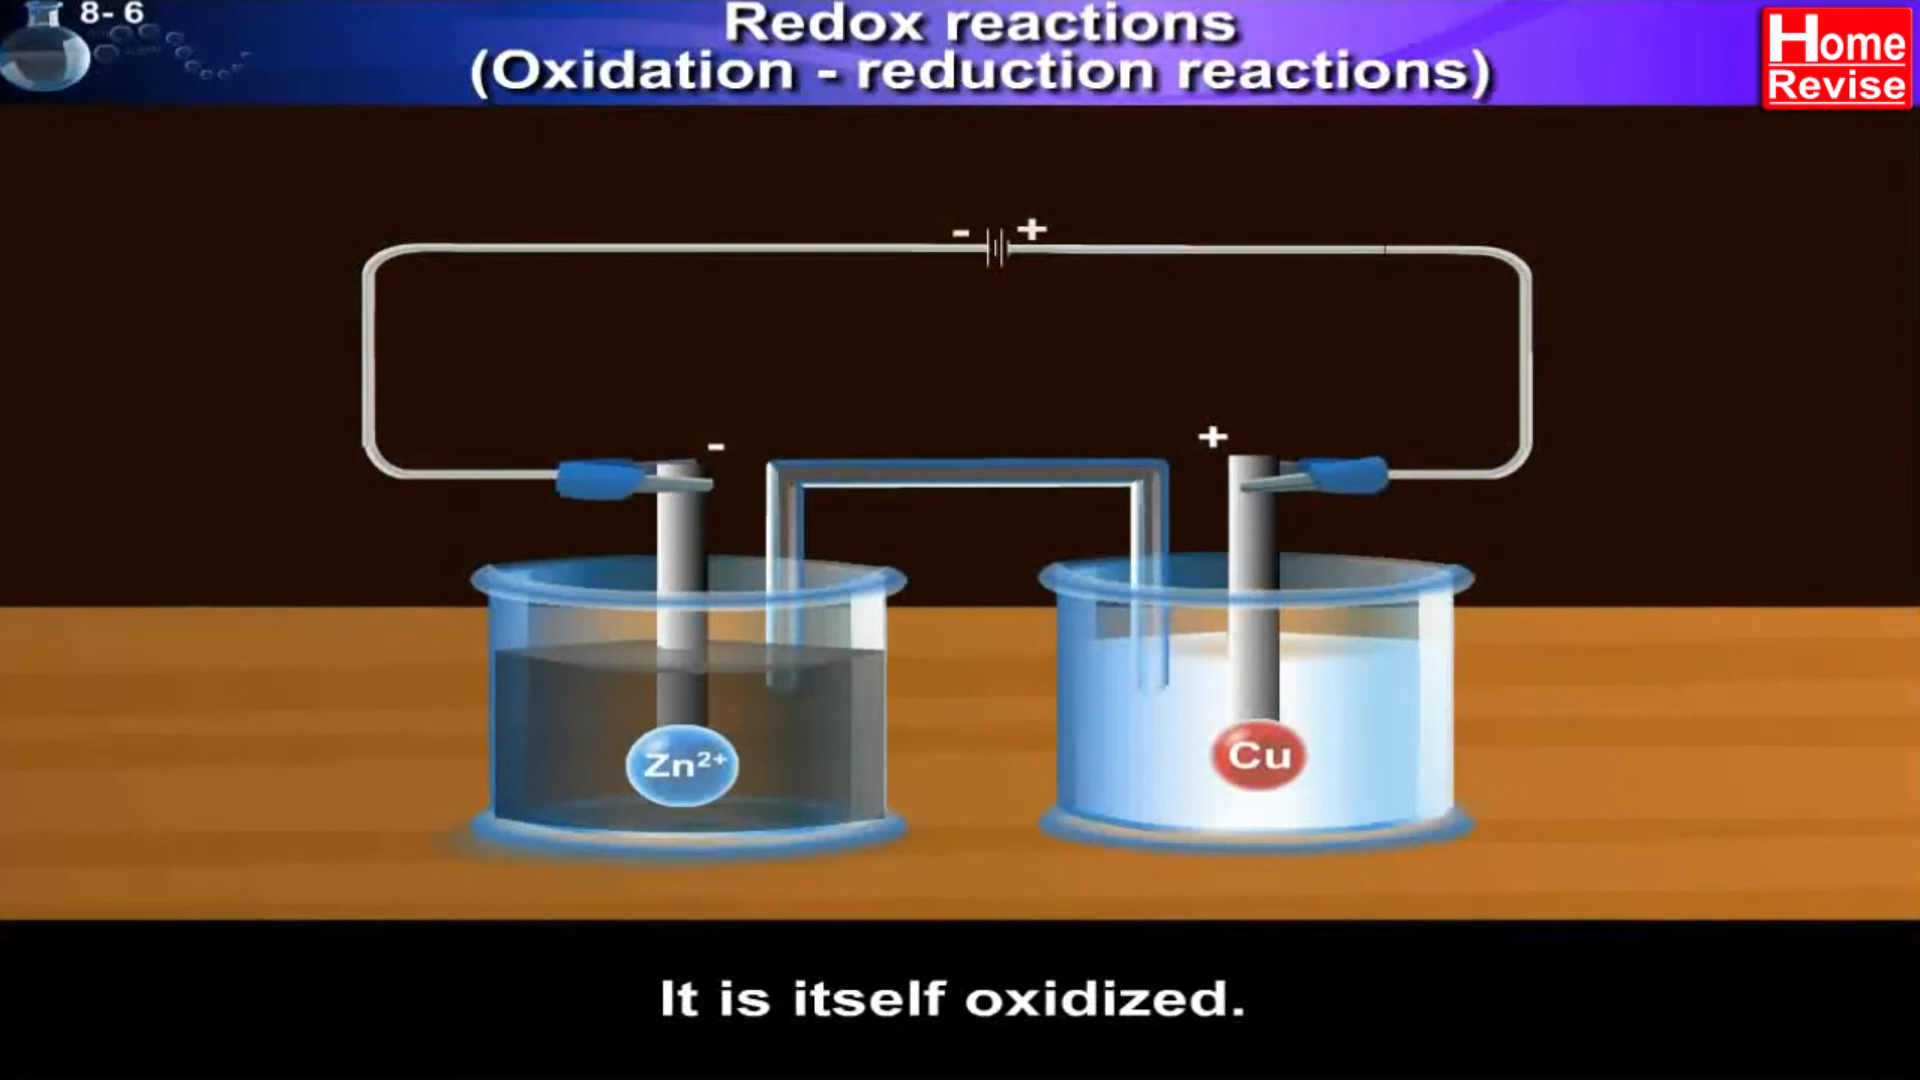 8- 6
Redox reactions
(Oxidation - reduction reactions)
Home
Revise
- +
-
+
Zn²⁺
Cu
It is itself oxidized.